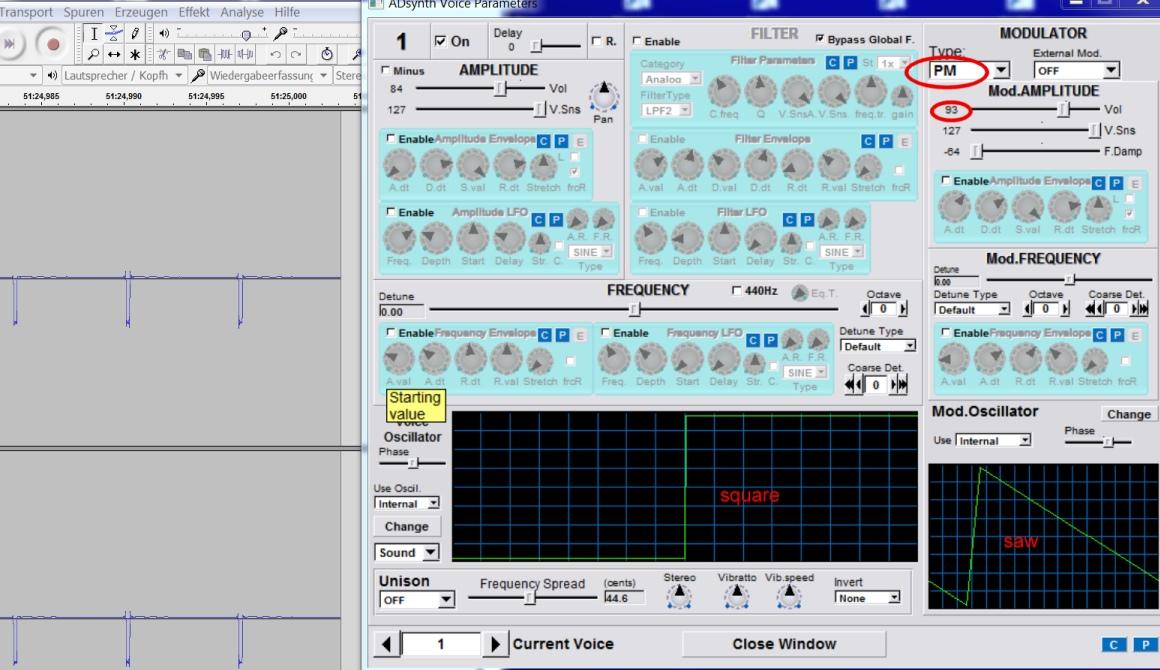 Transport Spuren Erzeugen Effekt Analyse Hilfe
Lautsprecher / Kopfh
Wiedergabeerfassung
Stere
51:24,985 51:24,990 51:24,995 51:25,000 51
ADsynth Voice Parameters
1
On
Delay
0
R.
Minus
AMPLITUDE
84 Vol
127 V.Sns
Pan
Enable Amplitude Envelope C P E
L
A.dt D.dt S.val R.dt Stretch frcR
Enable Amplitude LFO C P
A.R. F.R.
SINE
Freq. Depth Start Delay Str. C. Type
Enable FILTER Bypass Global F.
Category Filter Parameters C P St 1x
Analog
FilterType
LPF2
C.freq Q V.SnsA. V.Sns. freq.tr. gain
Enable Filter Envelope C P E
A.val A.dt D.val D.dt R.dt R.val Stretch frcR
Enable Filter LFO C P
A.R. F.R.
SINE
Freq. Depth Start Delay Str. C. Type
FREQUENCY
Detune
0.00
440Hz
Eq.T.
Octave
0
Enable Frequency Envelope C P E
A.val A.dt R.dt R.val Stretch frcR
Enable Frequency LFO C P
A.R. F.R.
SINE
Freq. Depth Start Delay Str. C. Type
Detune Type
Default
Coarse Det.
0
Starting
value
Voice
Oscillator
Phase
Use Oscil.
Internal
Change
Sound
square
Unison
OFF
Frequency Spread
(cents)
44.6
Stereo Vibratto Vib.speed
Invert
None
1 Current Voice
Close Window
C P
MODULATOR
Type:
PM
External Mod.
OFF
Mod.AMPLITUDE
93 Vol
127 V.Sns
-64 F.Damp
Enable Amplitude Envelope C P E
L
A.dt D.dt S.val R.dt Stretch frcR
Mod.FREQUENCY
Detune
0.00
Detune Type Octave Coarse Det.
Default 0 0
Enable Frequency Envelope C P E
A.val A.dt R.dt R.val Stretch frcR
Mod.Oscillator
Change
Use Internal
Phase
saw